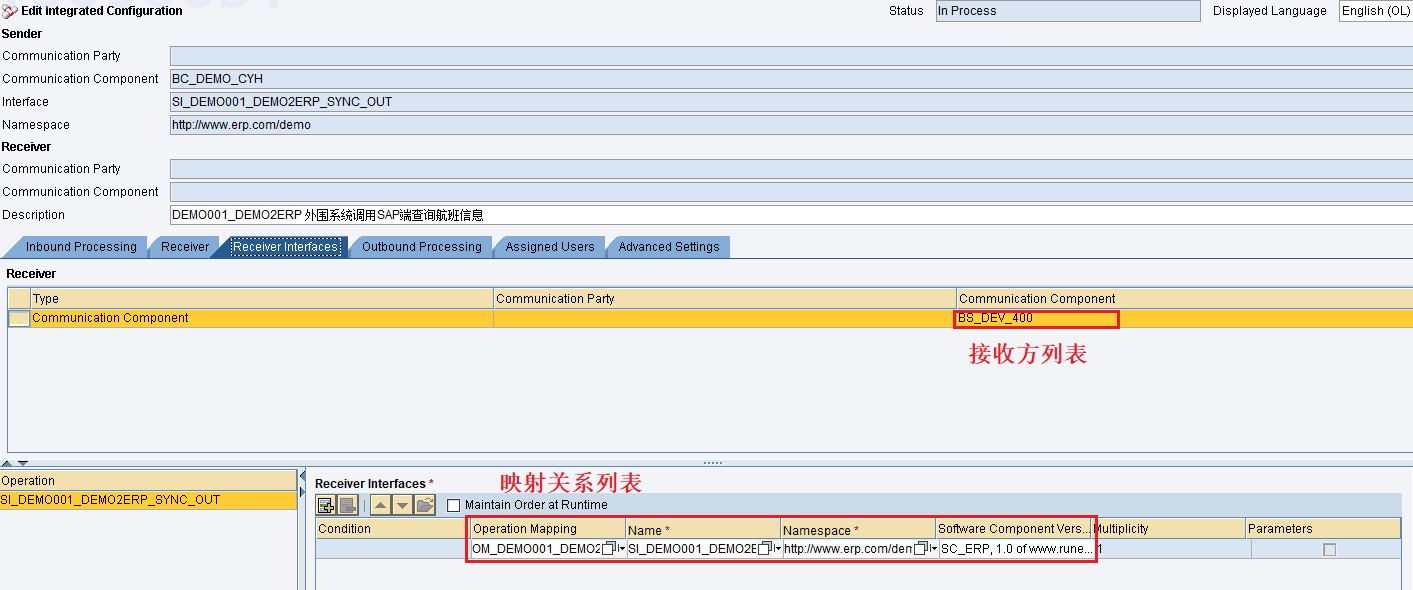 Edit Integrated Configuration
Status In Process Displayed Language English (OL)
Sender
Communication Party
Communication Component BC_DEMO_CYH
Interface SI_DEMO001_DEMO2ERP_SYNC_OUT
Namespace http://www.erp.com/demo
Receiver
Communication Party
Communication Component
Description DEMO001_DEMO2ERP 外围系统调用SAP端查询航班信息
Inbound Processing Receiver Receiver Interfaces Outbound Processing Assigned Users Advanced Settings
Receiver
Type Communication Party Communication Component
Communication Component BS_DEV_400
接收方列表
Operation
SI_DEMO001_DEMO2ERP_SYNC_OUT
Receiver Interfaces *
映射关系列表
Maintain Order at Runtime
Condition Operation Mapping Name * Namespace * Software Component Vers... Multiplicity Parameters
OM_DEMO001_DEMO2 SI_DEMO001_DEMO2E http://www.erp.com/dem SC_ERP, 1.0 of www.rune... 1